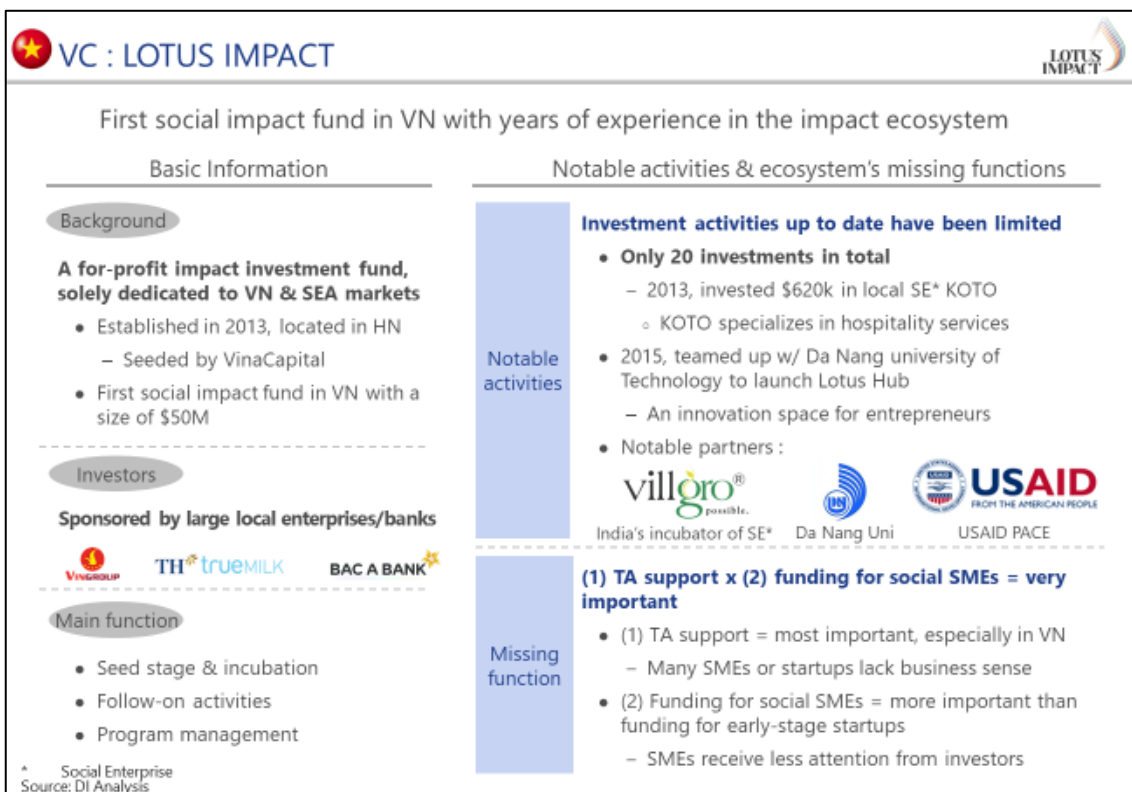 VC : LOTUS IMPACT
LOTUS
IMPACT
First social impact fund in VN with years of experience in the impact ecosystem
Basic Information
Background
A for-profit impact investment fund,
solely dedicated to VN & SEA markets
• Established in 2013, located in HN
– Seeded by VinaCapital
• First social impact fund in VN with a
size of $50M
Investors
Sponsored by large local enterprises/banks
VINGROUP
TH true MILK
BAC A BANK
Main function
• Seed stage & incubation
• Follow-on activities
• Program management
Notable activities & ecosystem's missing functions
Notable
activities
Investment activities up to date have been limited
• Only 20 investments in total
– 2013, invested $620k in local SE* KOTO
○ KOTO specializes in hospitality services
• 2015, teamed up w/ Da Nang university of
Technology to launch Lotus Hub
– An innovation space for entrepreneurs
• Notable partners :
villgro®
possible.
India's incubator of SE*
Da Nang Uni
USAID
USAID
FROM THE AMERICAN PEOPLE
USAID PACE
Missing
function
(1) TA support x (2) funding for social SMEs = very
important
• (1) TA support = most important, especially in VN
– Many SMEs or startups lack business sense
• (2) Funding for social SMEs = more important than
funding for early-stage startups
– SMEs receive less attention from investors
* Social Enterprise
Source: DI Analysis